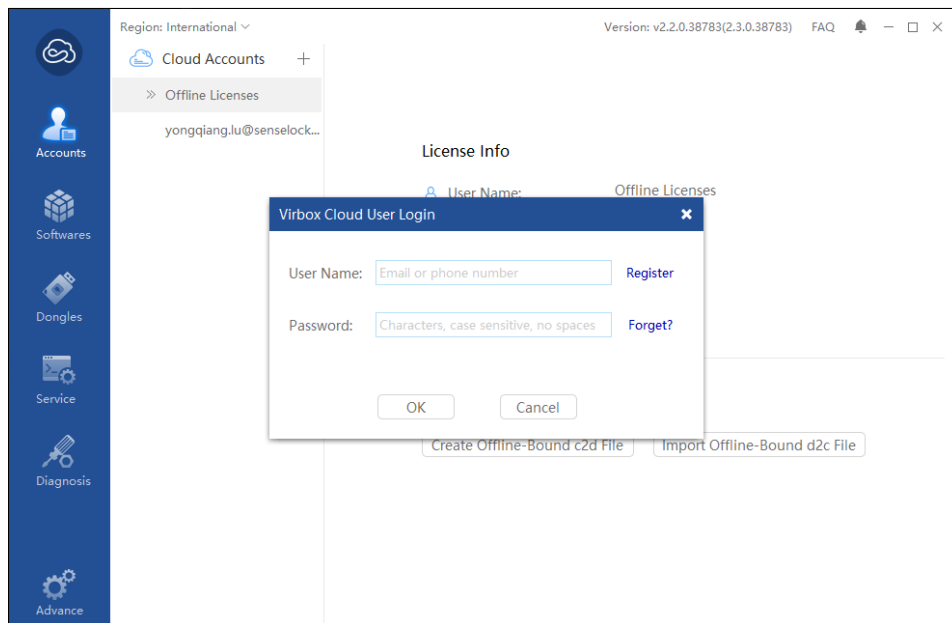 Region: International
Version: v2.2.0.38783(2.3.0.38783) FAQ
Cloud Accounts
Offline Licenses
yongqiang.lu@senselock...
Accounts
Softwares
Dongles
Service
Diagnosis
Advance
License Info
User Name: Offline Licenses
Virbox Cloud User Login
User Name: Email or phone number Register
Password: Characters, case sensitive, no spaces Forget?
OK Cancel
Create Offline-Bound c2d File Import Offline-Bound d2c File